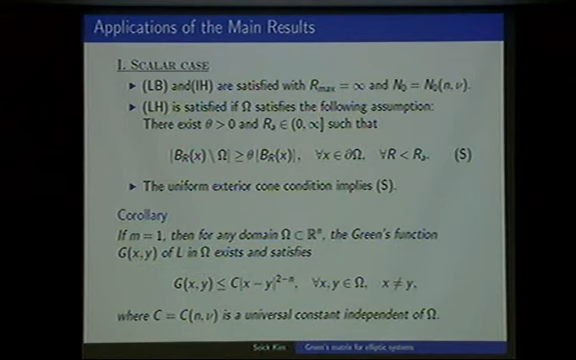 Applications of the Main Results
I. SCALAR CASE
▶ (LB) and(IH) are satisfied with R_max = ∞ and N_0 = N_0(n, ν).
▶ (LH) is satisfied if Ω satisfies the following assumption:
There exist θ > 0 and R_a ∈ (0, ∞] such that
|B_R(x) \ Ω| ≥ θ|B_R(x)|, ∀x ∈ ∂Ω, ∀R < R_a. (S)
▶ The uniform exterior cone condition implies (S).
Corollary
If m = 1, then for any domain Ω ⊂ ℝⁿ, the Green's function
G(x, y) of L in Ω exists and satisfies
G(x, y) ≤ C|x − y|^{2−n}, ∀x, y ∈ Ω, x ≠ y,
where C = C(n, ν) is a universal constant independent of Ω.
Seick Kim Green's matrix for elliptic systems